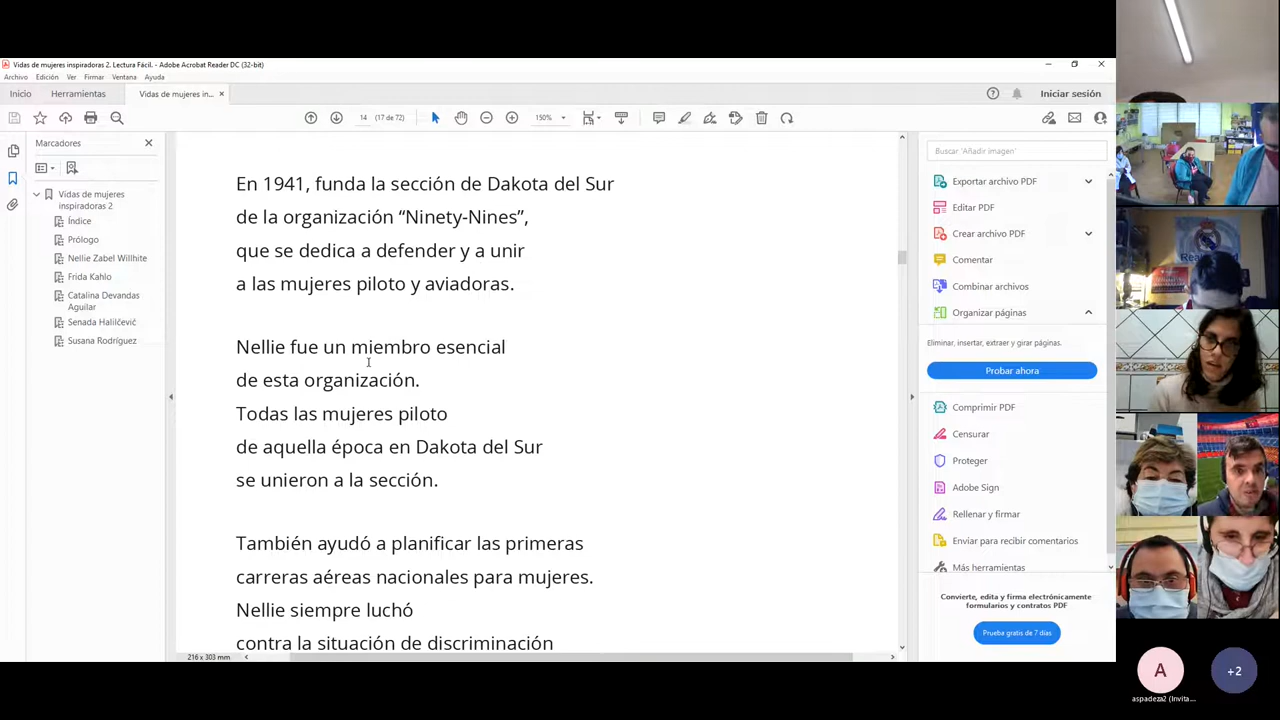 Vidas de mujeres inspiradoras 2. Lectura Fácil. - Adobe Acrobat Reader DC (32-bit)
Archivo Edición Ver Firmar Ventana Ayuda
Inicio Herramientas Vidas de mujeres in... × Iniciar sesión
14 (17 de 72) 150%
Marcadores
Vidas de mujeres
inspiradoras 2
Índice
Prólogo
Nellie Zabel Willhite
Frida Kahlo
Catalina Devandas
Aguilar
Senada Halilčević
Susana Rodríguez
En 1941, funda la sección de Dakota del Sur
de la organización “Ninety-Nines”,
que se dedica a defender y a unir
a las mujeres piloto y aviadoras.
Nellie fue un miembro esencial
de esta organización.
Todas las mujeres piloto
de aquella época en Dakota del Sur
se unieron a la sección.
También ayudó a planificar las primeras
carreras aéreas nacionales para mujeres.
Nellie siempre luchó
contra la situación de discriminación
216 x 303 mm
Buscar 'Añadir imagen'
Exportar archivo PDF
Editar PDF
Crear archivo PDF
Comentar
Combinar archivos
Organizar páginas
Eliminar, insertar, extraer y girar páginas.
Probar ahora
Comprimir PDF
Censurar
Proteger
Adobe Sign
Rellenar y firmar
Enviar para recibir comentarios
Más herramientas
Convierte, edita y firma electrónicamente
formularios y contratos PDF
Prueba gratis de 7 días
A
+2
aspadeza2 (Invita...